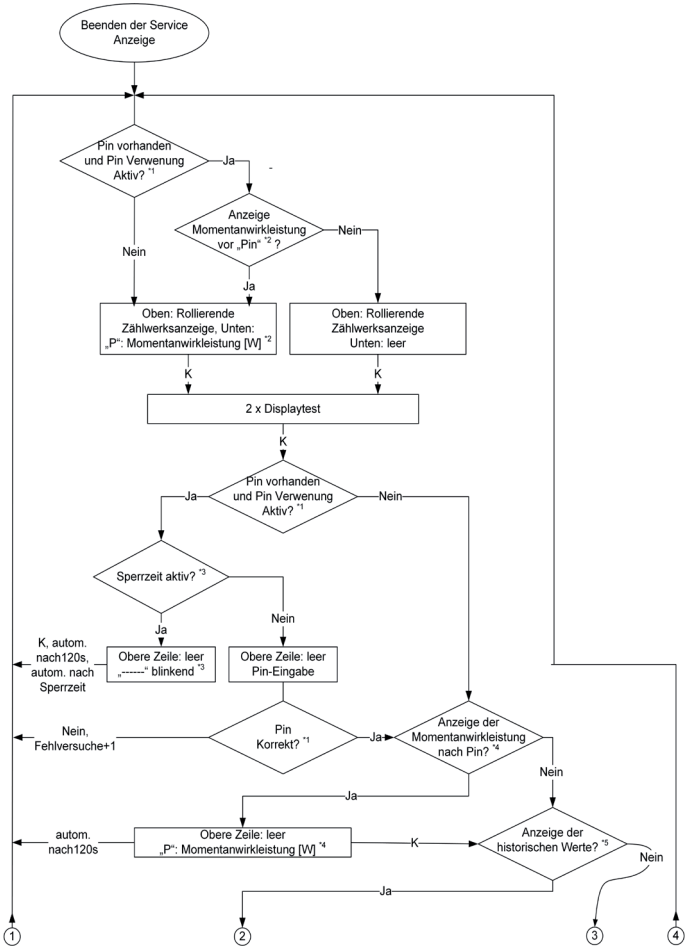 Beenden der Service
Anzeige
Pin vorhanden
und Pin Verwenung
Aktiv? *1
Ja
Anzeige
Momentanwirkleistung
vor „Pin“ *2 ?
Nein
Nein
Ja
Oben: Rollierende
Zählwerksanzeige, Unten:
„P“: Momentanwirkleistung [W] *2
Oben: Rollierende
Zählwerksanzeige
Unten: leer
K
K
2 x Displaytest
K
Pin vorhanden
und Pin Verwenung
Aktiv? *1
Ja
Nein
Sperrzeit aktiv? *3
Nein
Ja
K, autom.
nach120s,
autom. nach
Sperrzeit
Obere Zeile: leer
„------“ blinkend *3
Obere Zeile: leer
Pin-Eingabe
Nein,
Fehlversuche+1
Pin
Korrekt? *1
Ja
Anzeige der
Momentanwirkleistung
nach Pin? *4
Nein
Ja
autom.
nach120s
Obere Zeile: leer
„P“: Momentanwirkleistung [W] *4
K
Anzeige der
historischen Werte? *5
Nein
Ja
1
2
3
4